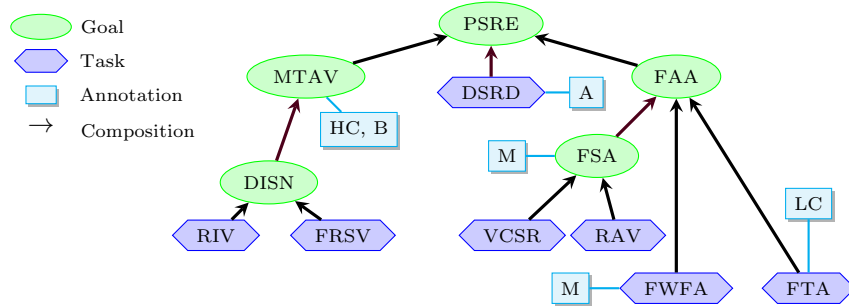 Goal
Task
Annotation
→ Composition
PSRE
MTAV
DSRD
A
FAA
HC, B
M
FSA
DISN
LC
RIV
FRSV
VCSR
RAV
M
FWFA
FTA